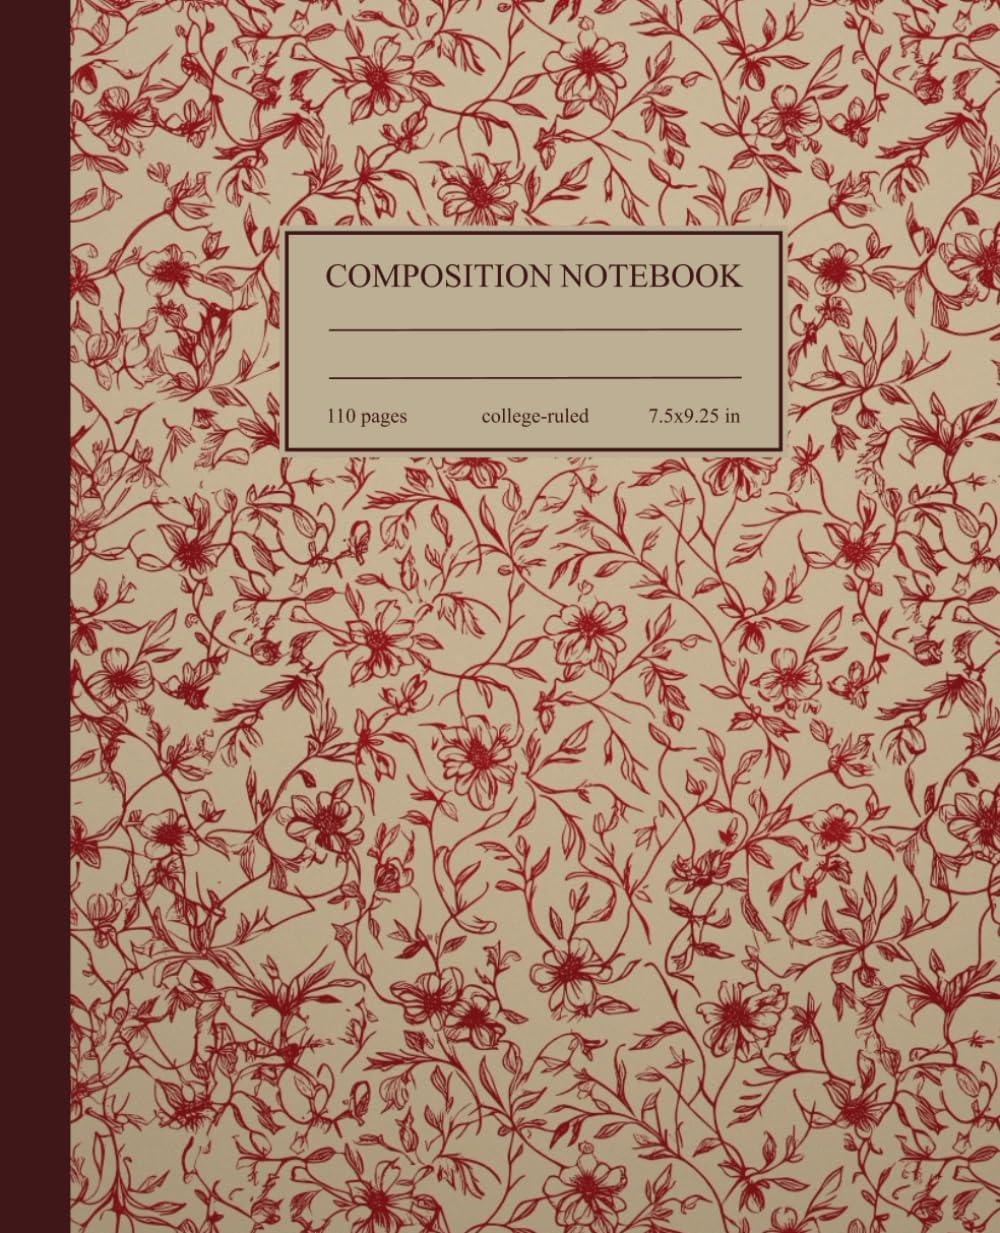 COMPOSITION NOTEBOOK
110 pages college-ruled 7.5x9.25 in